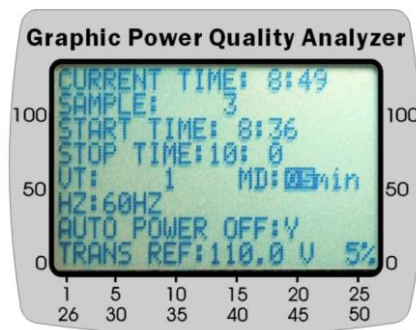 Graphic Power Quality Analyzer
CURRENT TIME: 8:49
SAMPLE: 3
START TIME: 8:36
STOP TIME:10: 0
VT: 1 MD:05min
HZ:60HZ
AUTO POWER OFF:Y
TRANS REF:110.0 V 5%
100 100
50 50
0 0
1 5 10 15 20 25
26 30 35 40 45 50